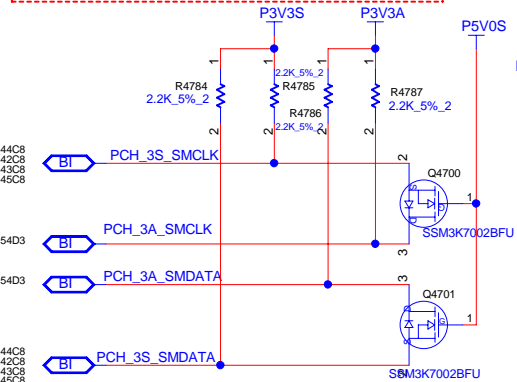 P3V3S
P3V3A
P5V0S
1
1
1
1
R4784
2.2K_5%_2
2.2K_5%_2
R4785
R4786
2.2K_5%_2
R4787
2.2K_5%_2
2
2
2
2
44C8
42C8
43C8
45C8
BI
PCH_3S_SMCLK
2
Q4700
S
G
D
1
SSM3K7002BFU
3
54D3
BI
PCH_3A_SMCLK
54D3
BI
PCH_3A_SMDATA
3
Q4701
D
G
S
1
SSM3K7002BFU
2
44C8
42C8
43C8
45C8
BI
PCH_3S_SMDATA